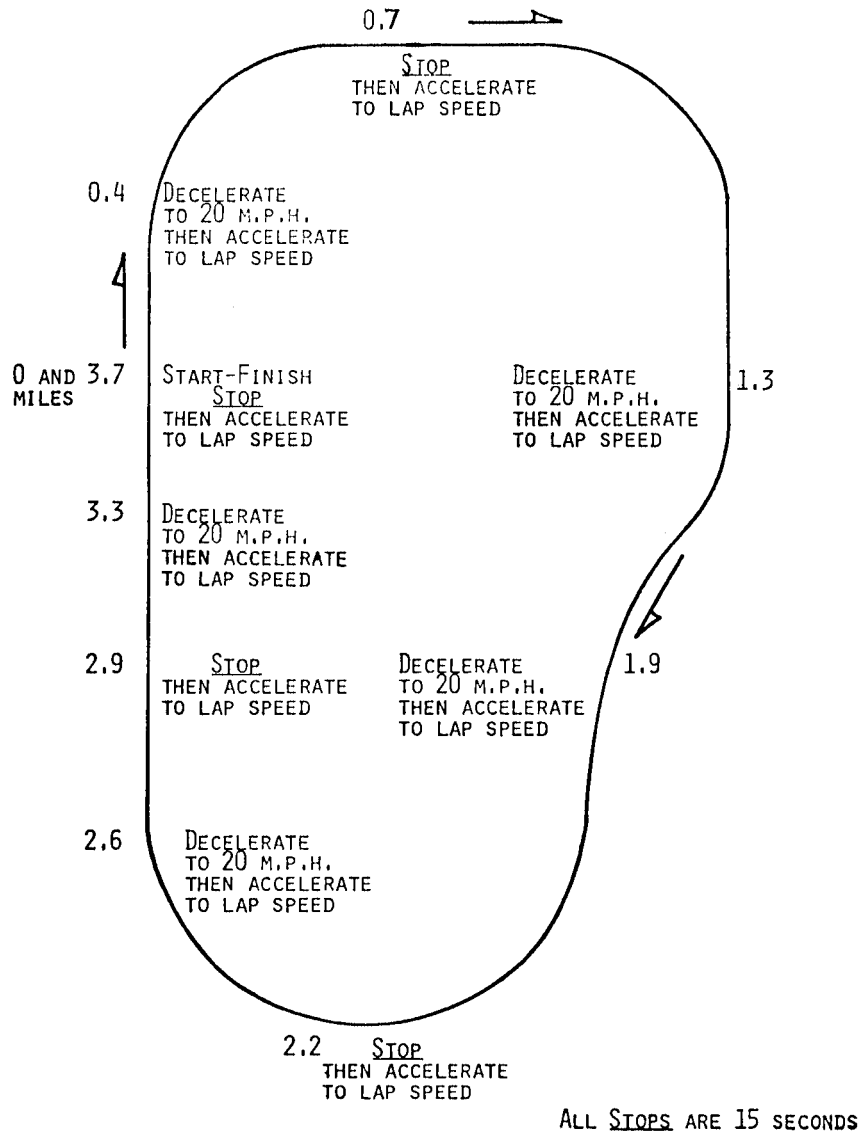 0.7
STOP
THEN ACCELERATE
TO LAP SPEED
0.4
DECELERATE
TO 20 M.P.H.
THEN ACCELERATE
TO LAP SPEED
0 AND 3.7
MILES
START-FINISH
STOP
THEN ACCELERATE
TO LAP SPEED
DECELERATE
TO 20 M.P.H.
THEN ACCELERATE
TO LAP SPEED
1.3
3.3
DECELERATE
TO 20 M.P.H.
THEN ACCELERATE
TO LAP SPEED
2.9
STOP
THEN ACCELERATE
TO LAP SPEED
DECELERATE
TO 20 M.P.H.
THEN ACCELERATE
TO LAP SPEED
1.9
2.6
DECELERATE
TO 20 M.P.H.
THEN ACCELERATE
TO LAP SPEED
2.2
STOP
THEN ACCELERATE
TO LAP SPEED
ALL STOPS ARE 15 SECONDS